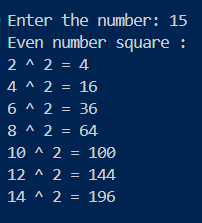 Enter the number: 15
Even number square :
2 ^ 2 = 4
4 ^ 2 = 16
6 ^ 2 = 36
8 ^ 2 = 64
10 ^ 2 = 100
12 ^ 2 = 144
14 ^ 2 = 196